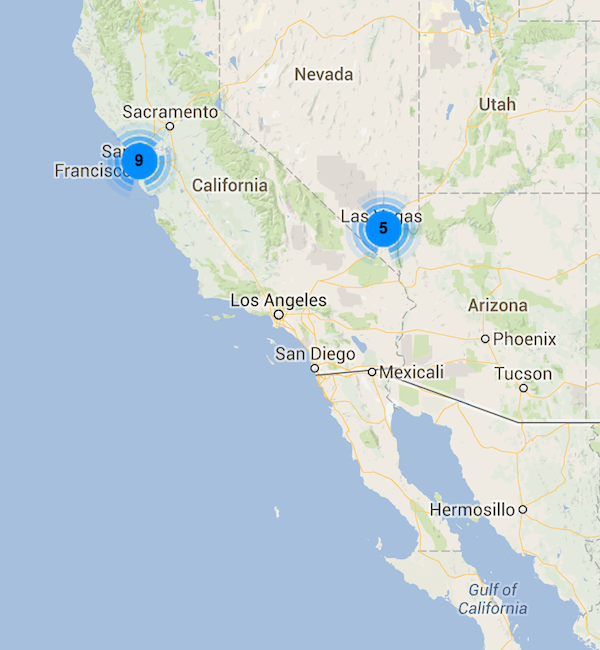 Nevada
Utah
Sacramento
9
San
Francisco
California
Las Vegas
5
Los Angeles
Arizona
Phoenix
San Diego
Mexicali
Tucson
Hermosillo
Gulf of
California